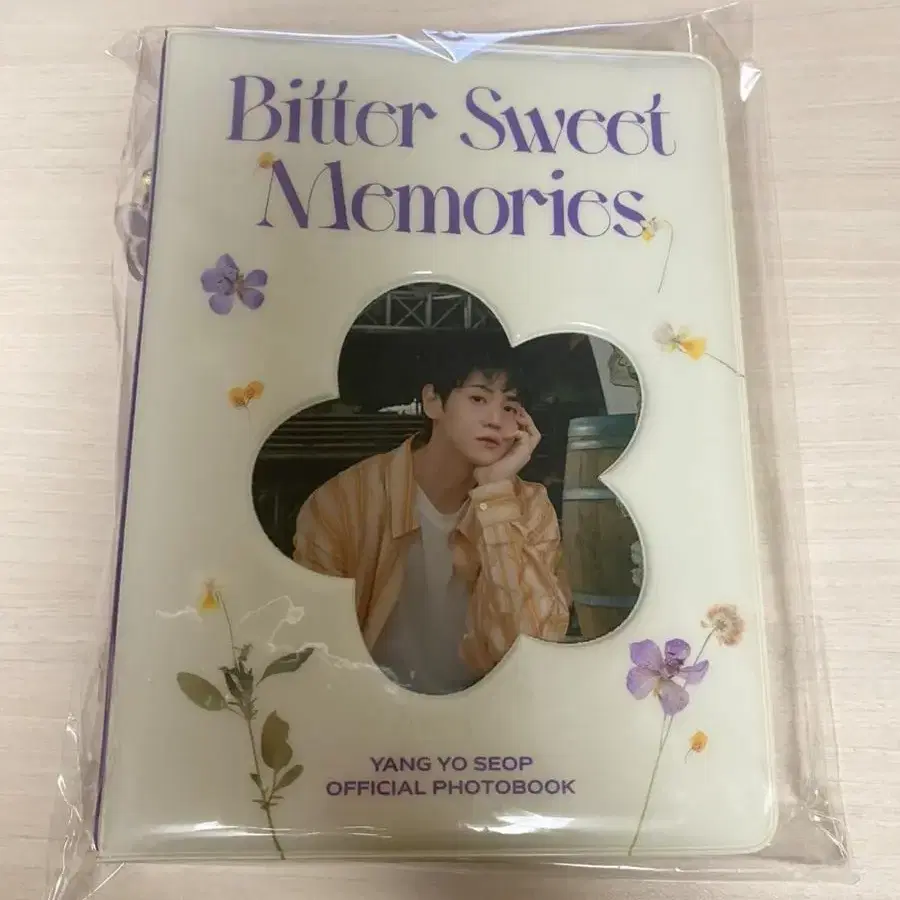 Bitter Sweet
Memories
YANG YO SEOP
OFFICIAL PHOTOBOOK